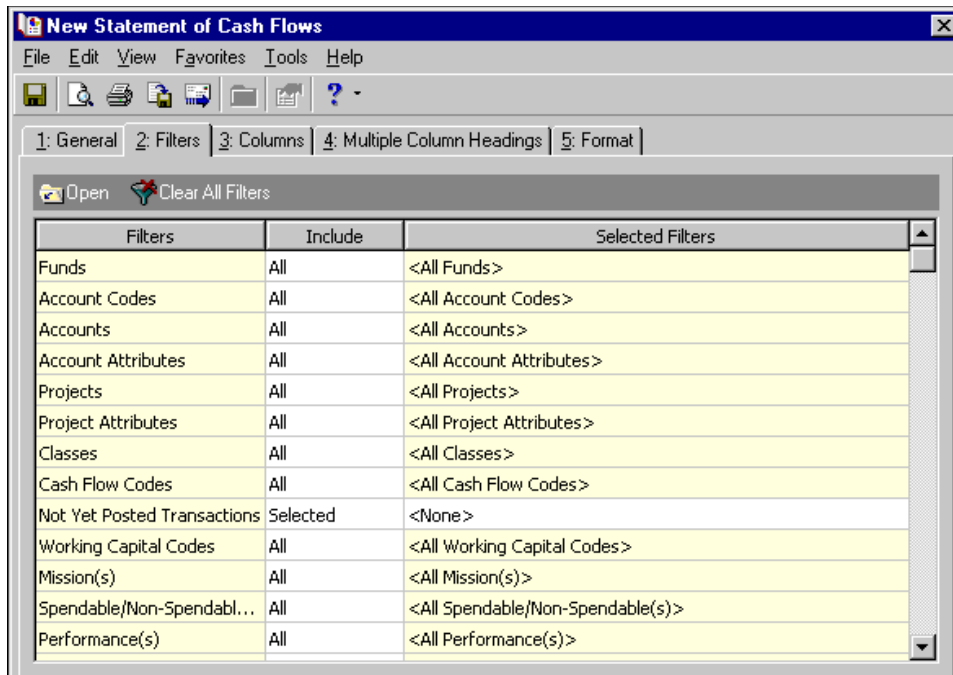 New Statement of Cash Flows
File Edit View Favorites Tools Help
?
1: General 2: Filters 3: Columns 4: Multiple Column Headings 5: Format
Open Clear All Filters
Filters Include Selected Filters
Funds All <All Funds>
Account Codes All <All Account Codes>
Accounts All <All Accounts>
Account Attributes All <All Account Attributes>
Projects All <All Projects>
Project Attributes All <All Project Attributes>
Classes All <All Classes>
Cash Flow Codes All <All Cash Flow Codes>
Not Yet Posted Transactions Selected <None>
Working Capital Codes All <All Working Capital Codes>
Mission(s) All <All Mission(s)>
Spendable/Non-Spendabl... All <All Spendable/Non-Spendable(s)>
Performance(s) All <All Performance(s)>